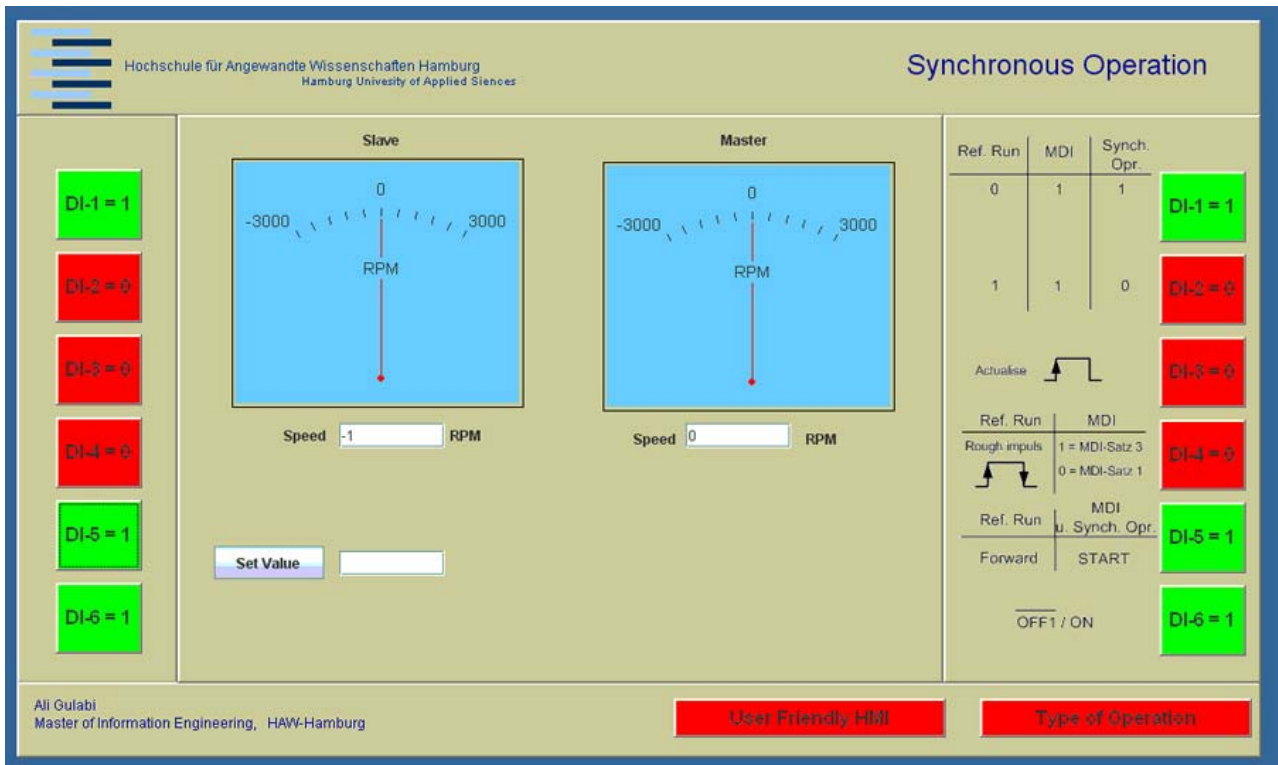 Hochschule für Angewandte Wissenschaften Hamburg
Hamburg Univesity of Applied Siences
Synchronous Operation
DI-1 = 1
DI-2 = 0
DI-3 = 0
DI-4 = 0
DI-5 = 1
DI-6 = 1
Slave
0
-3000 3000
RPM
Speed -1 RPM
Set Value
Master
0
-3000 3000
RPM
Speed 0 RPM
Ref. Run MDI Synch. Opr.
0 1 1
1 1 0
Actualise
Ref. Run MDI
Rough impuls 1 = MDI-Satz 3
0 = MDI-Satz 1
Ref. Run MDI
u. Synch. Opr.
Forward START
OFF1 / ON
DI-1 = 1
DI-2 = 0
DI-3 = 0
DI-4 = 0
DI-5 = 1
DI-6 = 1
Ali Gulabi
Master of Information Engineering, HAW-Hamburg
User Friendly HMI
Type of Operation